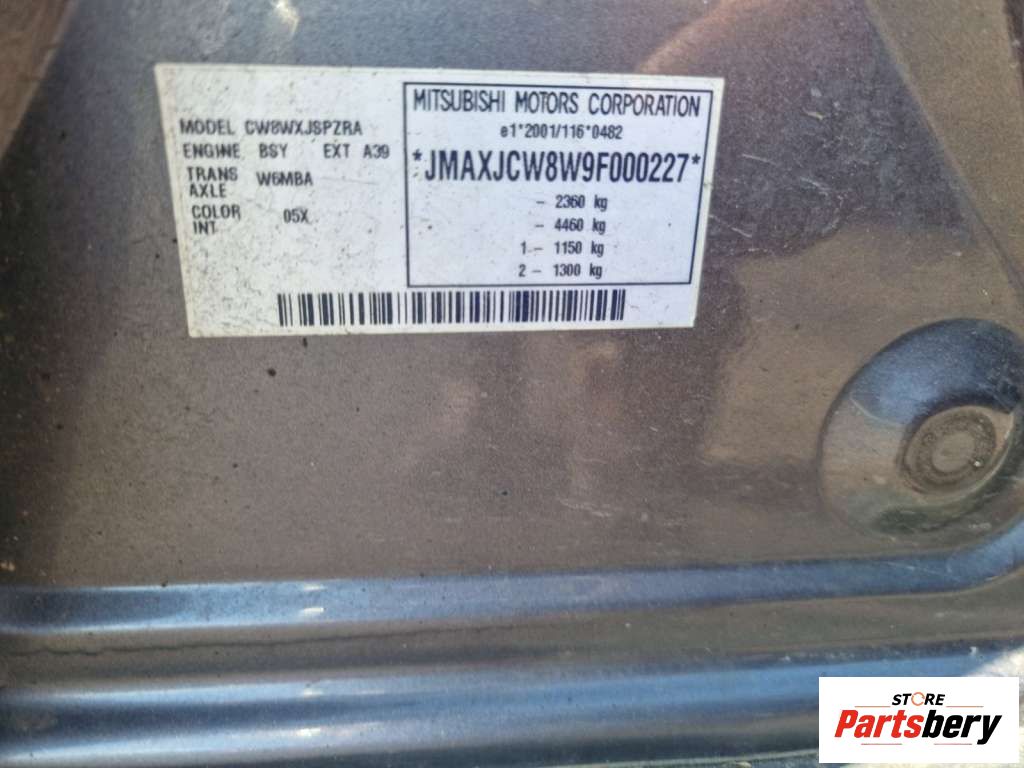 MITSUBISHI MOTORS CORPORATION
e1*2001/116*0482
*JMAXJCW8W9F000227*
- 2360 kg
- 4460 kg
1 - 1150 kg
2 - 1300 kg
MODEL CW8WXJSPZRA
ENGINE BSY EXT A39
TRANS AXLE W6MBA
COLOR INT 05X
STORE
Partsbery